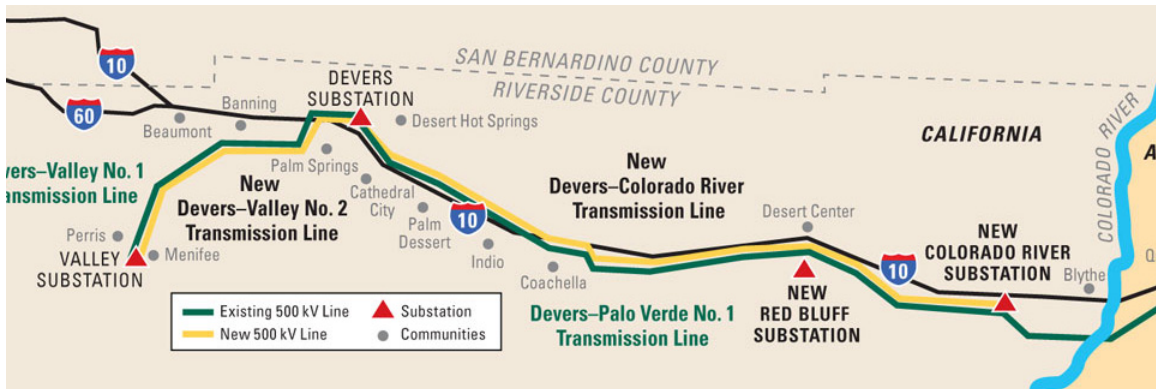 10
SAN BERNARDINO COUNTY
RIVERSIDE COUNTY
60
Beaumont
Banning
DEVERS
SUBSTATION
Desert Hot Springs
CALIFORNIA
COLORADO RIVER
A
vers–Valley No. 1
ansmission Line
New
Devers–Valley No. 2
Transmission Line
Palm Springs
Cathedral
City
Palm
Dessert
10
Indio
Coachella
New
Devers–Colorado River
Transmission Line
Desert Center
10
NEW
COLORADO RIVER
SUBSTATION
Blythe
Q
Perris
Menifee
VALLEY
SUBSTATION
Devers–Palo Verde No. 1
Transmission Line
NEW
RED BLUFF
SUBSTATION
Existing 500 kV Line
Substation
New 500 kV Line
Communities